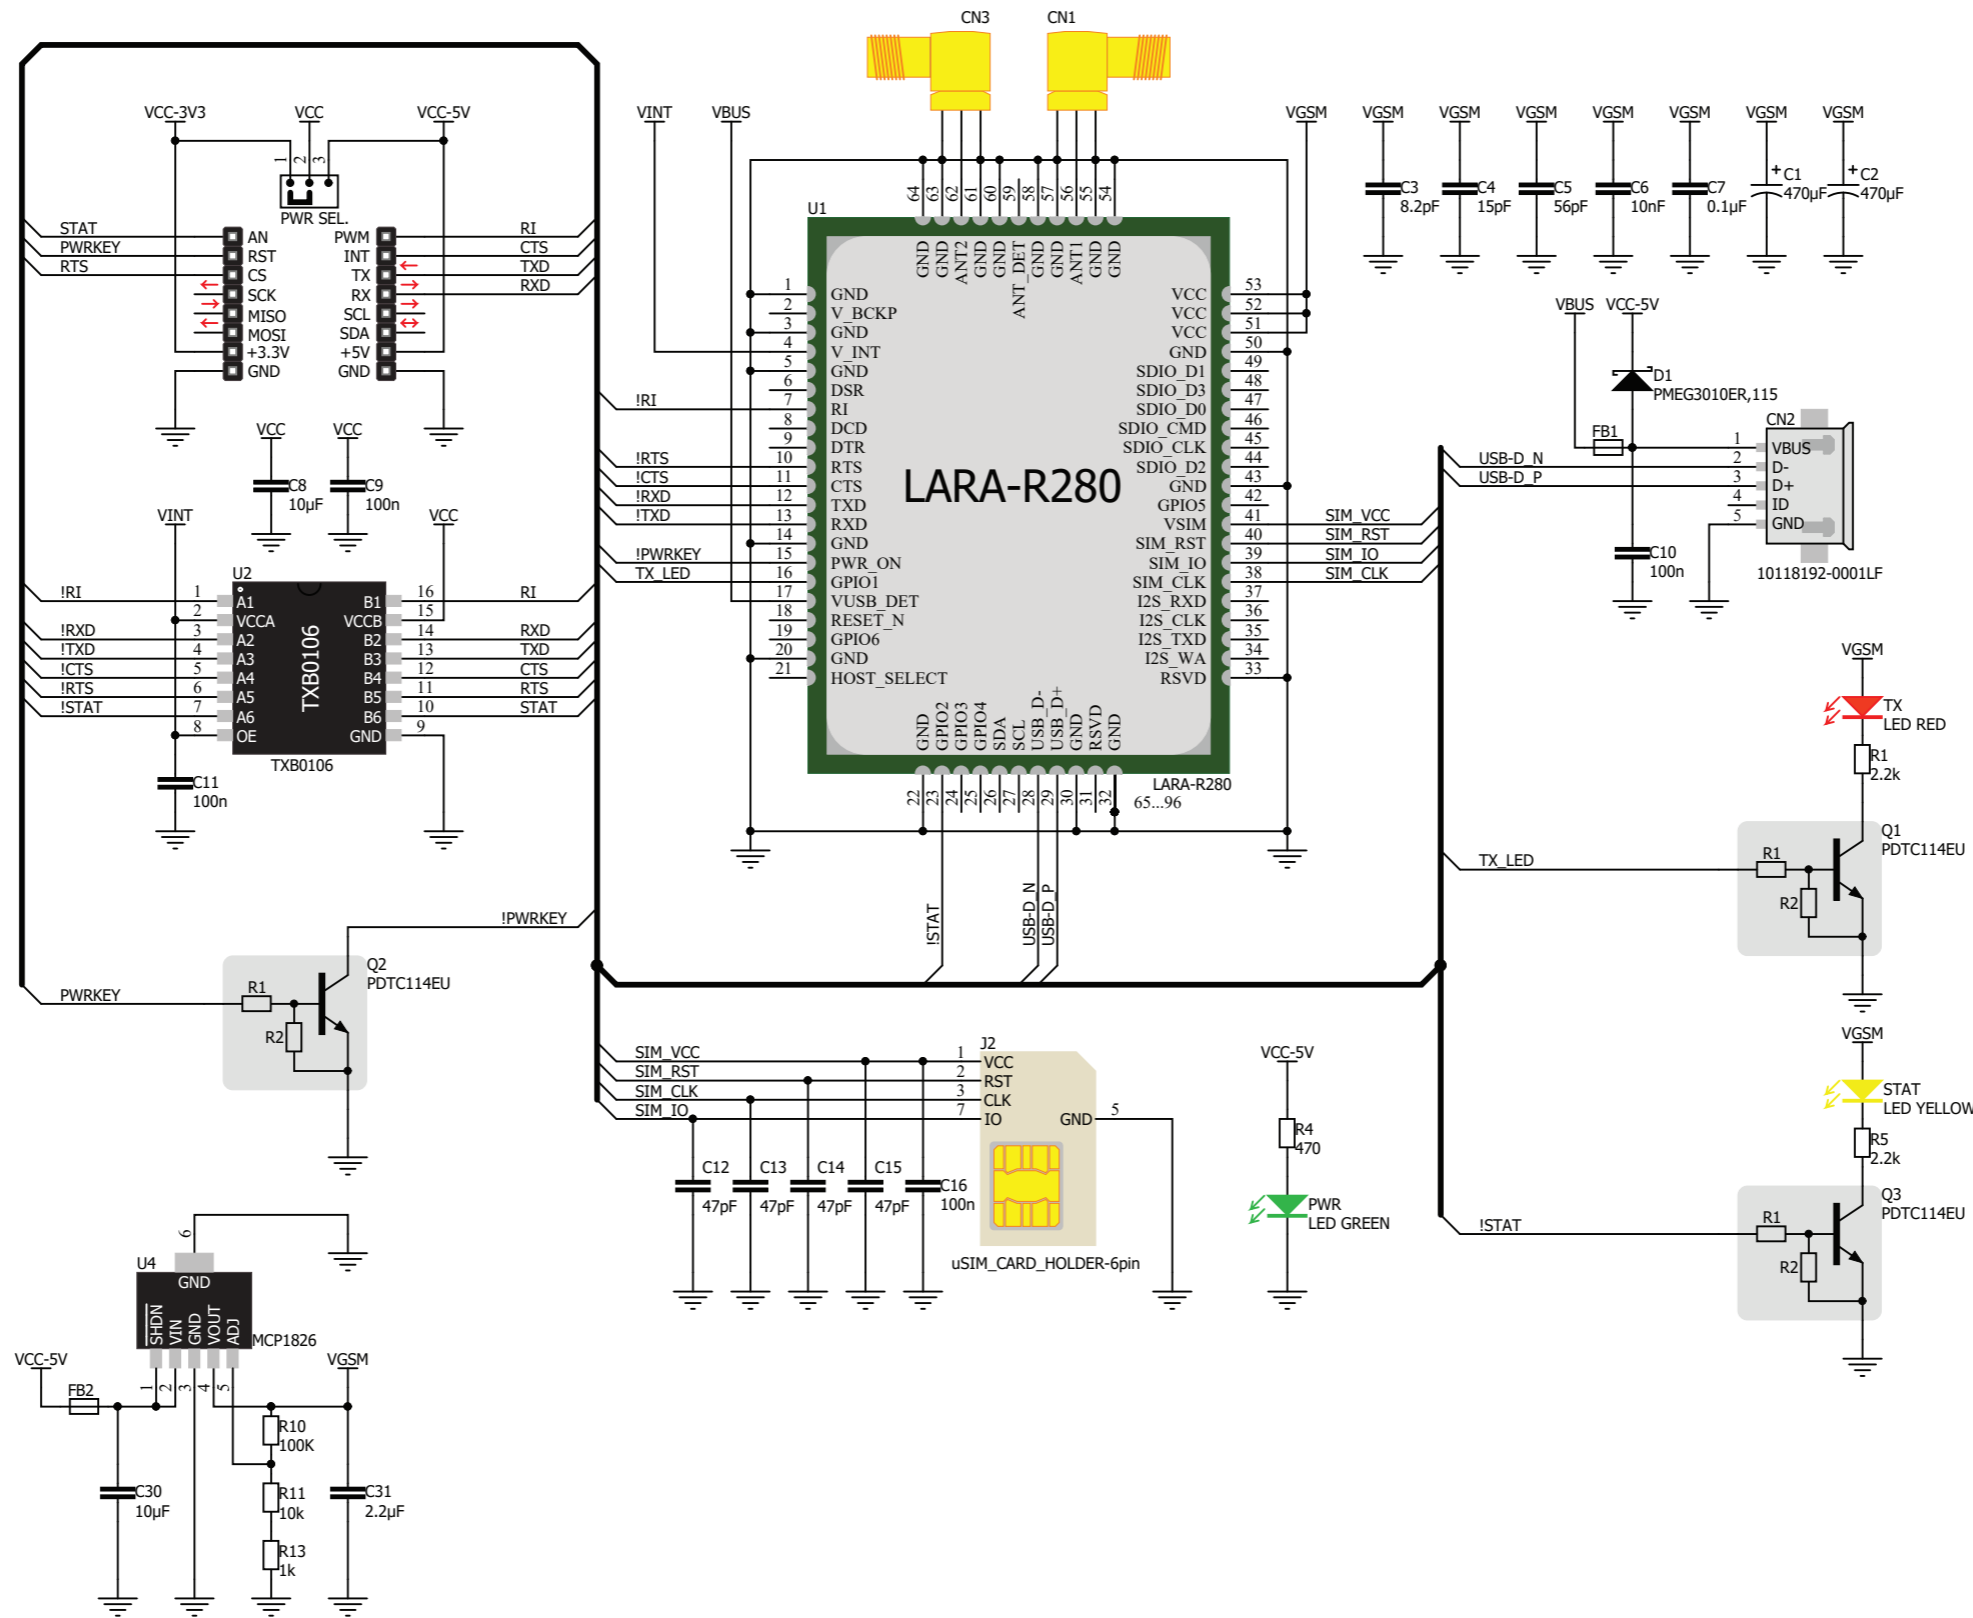 CN3
CN1
VCC-3V3
VCC
VCC-5V
1
2
3
PWR SEL.
STAT
PWRKEY
RTS
AN
RST
CS
SCK
MISO
MOSI
+3.3V
GND
PWM
INT
TX
RX
SCL
SDA
+5V
GND
RI
CTS
TXD
RXD
VCC
C8
10µF
VCC
C9
100n
VINT
VCC
U2
!RI
!RXD
!TXD
!CTS
!RTS
!STAT
1
2
3
4
5
6
7
8
A1
VCCA
A2
A3
A4
A5
A6
OE
TXB0106
B1
VCCB
B2
B3
B4
B5
B6
GND
16
15
14
13
12
11
10
9
RI
RXD
TXD
CTS
RTS
STAT
TXB0106
C11
100n
VINT
VBUS
VGSM
U1
64
63
62
61
60
59
58
57
56
55
54
GND
GND
ANT2
GND
GND
ANT_DET
GND
GND
ANT1
GND
GND
1 GND
2 V_BCKP
3 GND
4 V_INT
5 GND
6 DSR
7 RI
8 DCD
9 DTR
10 RTS
11 CTS
12 TXD
13 RXD
14 GND
15 PWR_ON
16 GPIO1
17 VUSB_DET
18 RESET_N
19 GPIO6
20 GND
21 HOST_SELECT
!RI
!RTS
!CTS
!RXD
!TXD
!PWRKEY
TX_LED
LARA-R280
VCC 53
VCC 52
VCC 51
GND 50
SDIO_D1 49
SDIO_D3 48
SDIO_D0 47
SDIO_CMD 46
SDIO_CLK 45
SDIO_D2 44
GND 43
GPIO5 42
VSIM 41
SIM_RST 40
SIM_IO 39
SIM_CLK 38
I2S_RXD 37
I2S_CLK 36
I2S_TXD 35
I2S_WA 34
RSVD 33
SIM_VCC
SIM_RST
SIM_IO
SIM_CLK
GND
GPIO2
GPIO3
GPIO4
SDA
SCL
USB_D-
USB_D+
GND
RSVD
GND
22
23
24
25
26
27
28
29
30
31
32
LARA-R280
65...96
!STAT
USB-D_N
USB-D_P
VGSM
C3
8.2pF
VGSM
C4
15pF
VGSM
C5
56pF
VGSM
C6
10nF
VGSM
C7
0.1µF
VGSM
+
C1
470µF
VGSM
+
C2
470µF
VBUS
VCC-5V
D1
PMEG3010ER,115
FB1
CN2
USB-D_N
USB-D_P
1 VBUS
2 D-
3 D+
4 ID
5 GND
C10
100n
10118192-0001LF
VGSM
TX
LED RED
R1
2.2k
TX_LED
R1
R2
Q1
PDTC114EU
VGSM
STAT
LED YELLOW
R5
2.2k
!STAT
R1
R2
Q3
PDTC114EU
!PWRKEY
PWRKEY
R1
R2
Q2
PDTC114EU
SIM_VCC
SIM_RST
SIM_CLK
SIM_IO
J2
1 VCC
2 RST
3 CLK
7 IO
GND 5
C12
47pF
C13
47pF
C14
47pF
C15
47pF
C16
100n
uSIM_CARD_HOLDER-6pin
VCC-5V
R4
470
PWR
LED GREEN
6
U4
GND
SHDN
VIN
GND
VOUT
ADJ
MCP1826
1
2
3
4
5
VCC-5V
FB2
VGSM
R10
100K
R11
10k
R13
1k
C30
10µF
C31
2.2µF